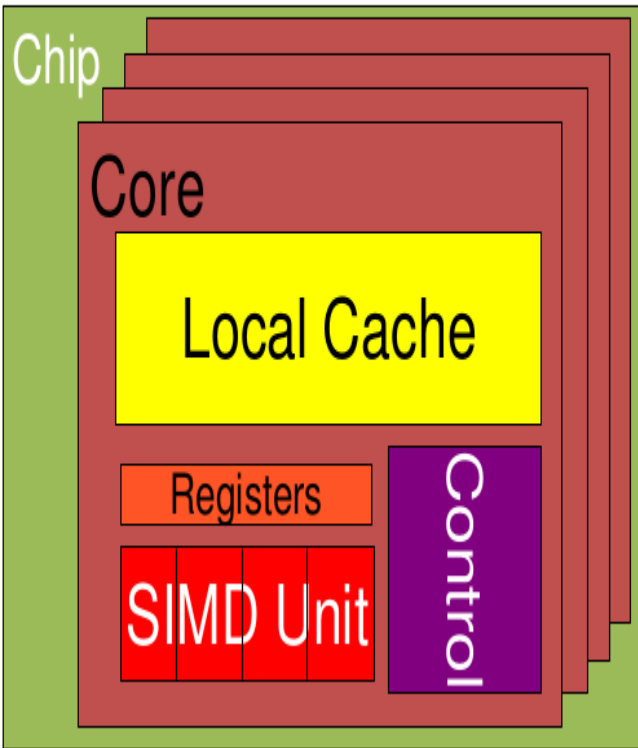 Chip
Core
Local Cache
Registers
SIMD Unit
Control